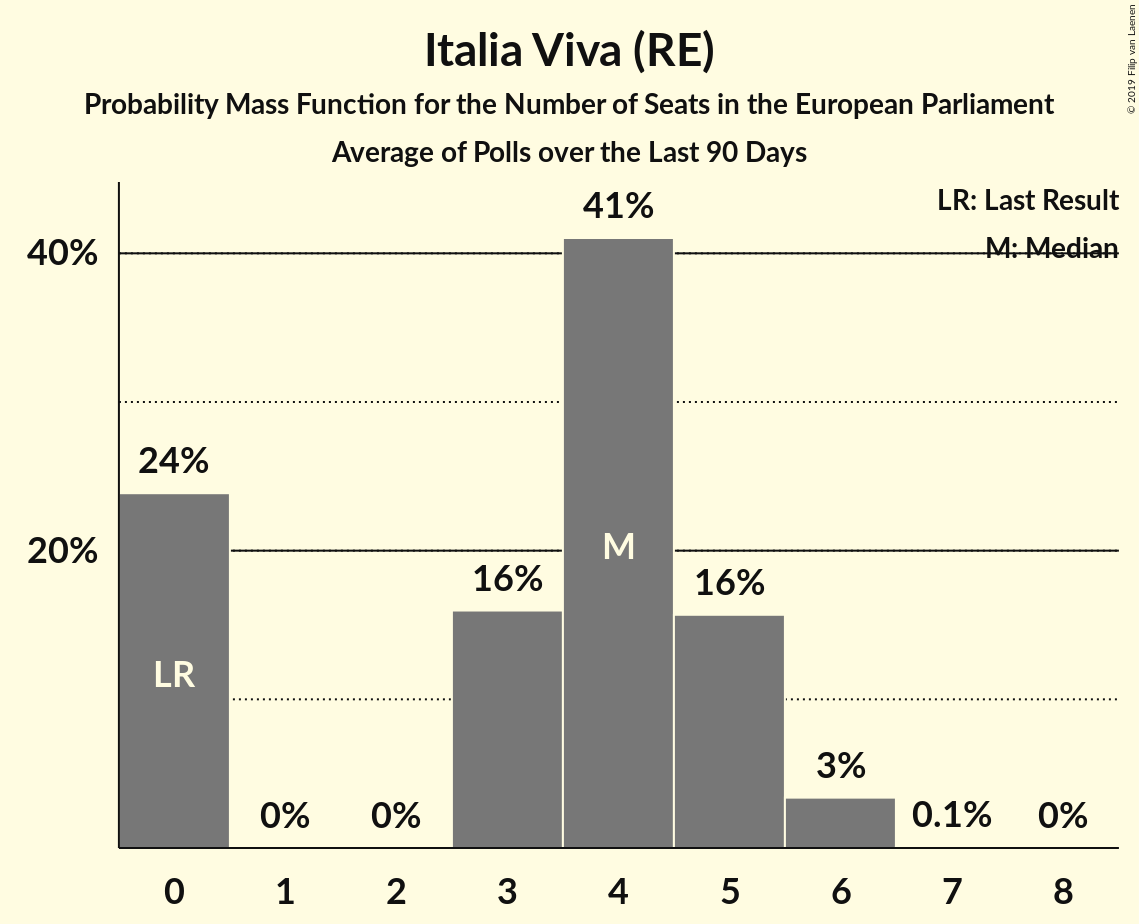 Italia Viva (RE)
Probability Mass Function for the Number of Seats in the European Parliament
Average of Polls over the Last 90 Days
© 2019 Filip van Laenen
LR: Last Result
M: Median
40%
20%
24%
0%
0%
16%
41%
16%
3%
0.1%
0%
LR
M
0 1 2 3 4 5 6 7 8